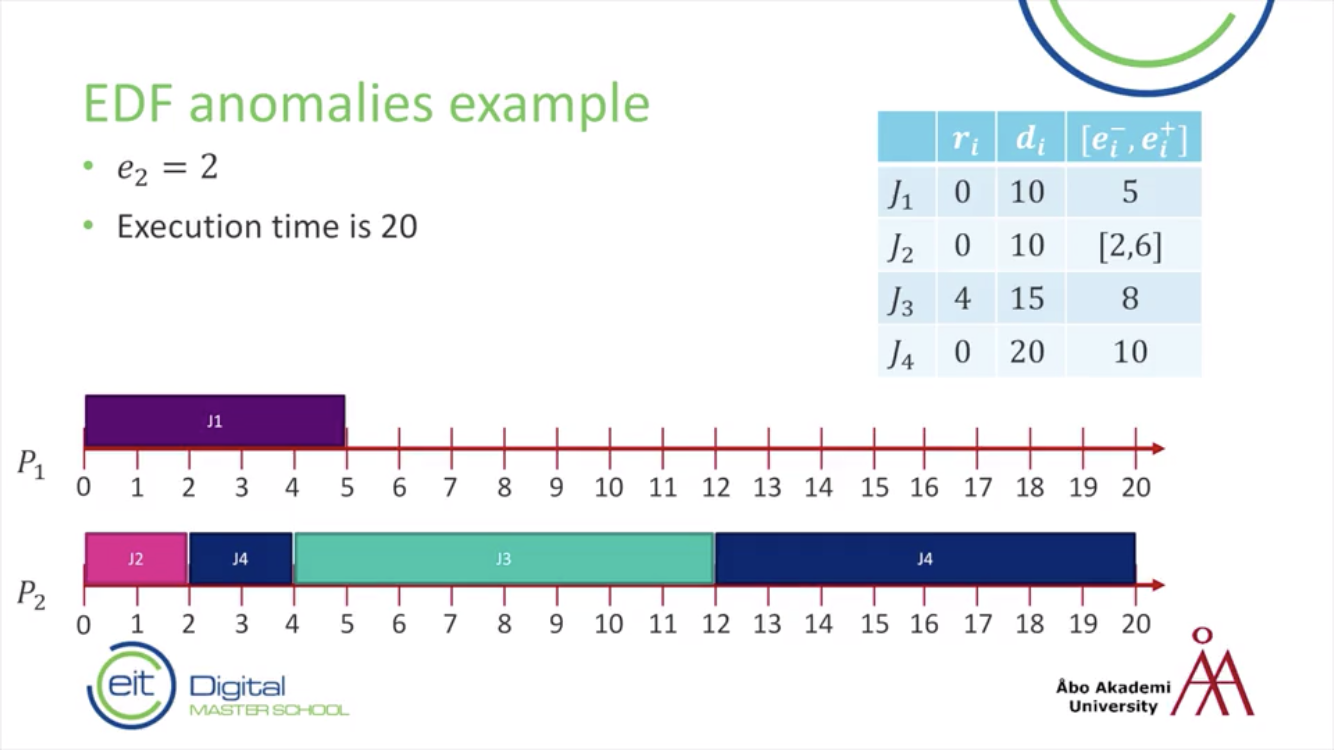 EDF anomalies example
• e₂ = 2
• Execution time is 20
rᵢ dᵢ [eᵢ⁻, eᵢ⁺]
J₁ 0 10 5
J₂ 0 10 [2,6]
J₃ 4 15 8
J₄ 0 20 10
J1
P₁
0 1 2 3 4 5 6 7 8 9 10 11 12 13 14 15 16 17 18 19 20
J2 J4 J3 J4
P₂
0 1 2 3 4 5 6 7 8 9 10 11 12 13 14 15 16 17 18 19 20
eit Digital
MASTER SCHOOL
Åbo Akademi
University